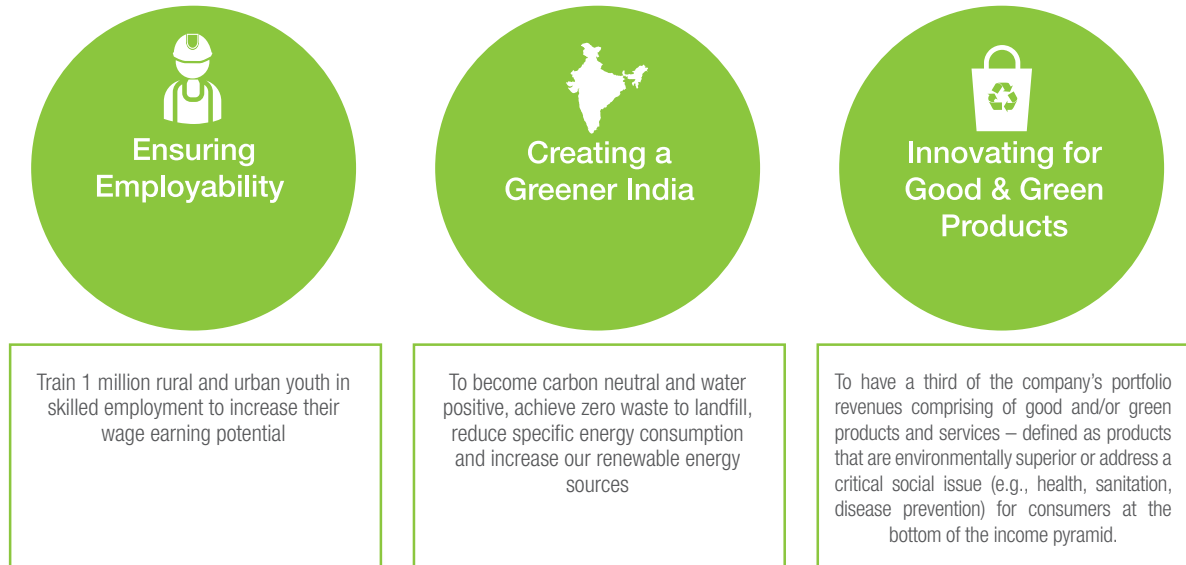 Ensuring
Employability
Creating a
Greener India
Innovating for
Good & Green
Products
Train 1 million rural and urban youth in
skilled employment to increase their
wage earning potential
To become carbon neutral and water
positive, achieve zero waste to landfill,
reduce specific energy consumption
and increase our renewable energy
sources
To have a third of the company’s portfolio
revenues comprising of good and/or green
products and services – defined as products
that are environmentally superior or address a
critical social issue (e.g., health, sanitation,
disease prevention) for consumers at the
bottom of the income pyramid.